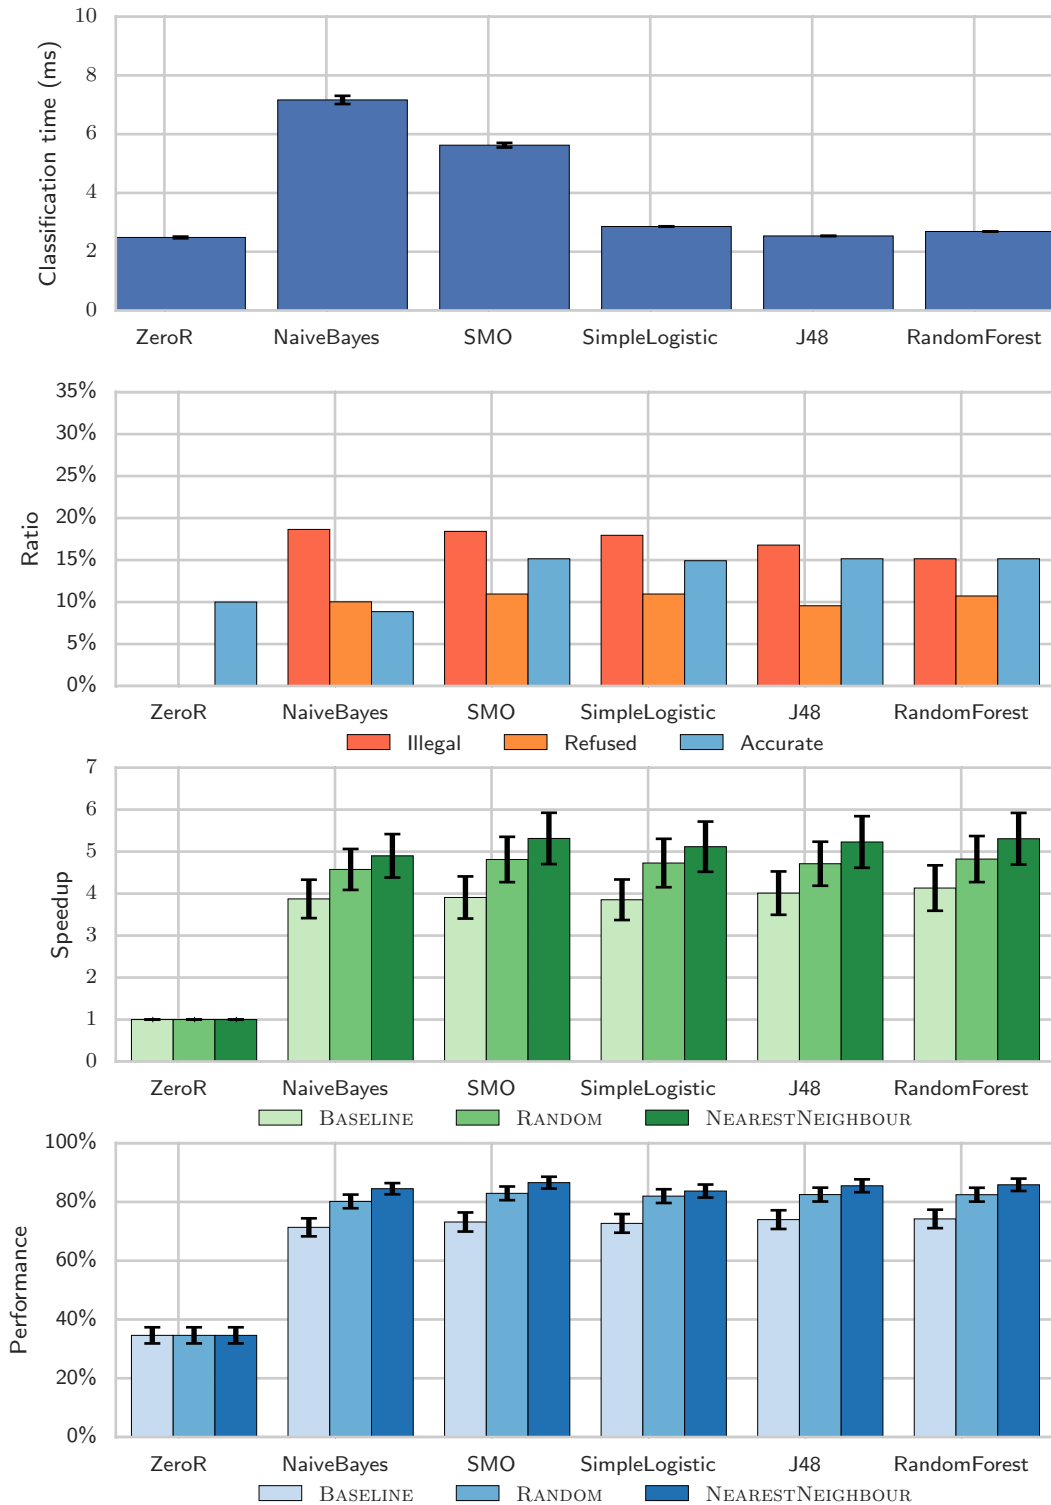 10
8
6
4
2
0
Classification time (ms)
ZeroR NaiveBayes SMO SimpleLogistic J48 RandomForest
35%
30%
25%
20%
15%
10%
5%
0%
Ratio
ZeroR NaiveBayes SMO SimpleLogistic J48 RandomForest
Illegal Refused Accurate
7
6
5
4
3
2
1
0
Speedup
ZeroR NaiveBayes SMO SimpleLogistic J48 RandomForest
BASELINE RANDOM NEARESTNEIGHBOUR
100%
80%
60%
40%
20%
0%
Performance
ZeroR NaiveBayes SMO SimpleLogistic J48 RandomForest
BASELINE RANDOM NEARESTNEIGHBOUR